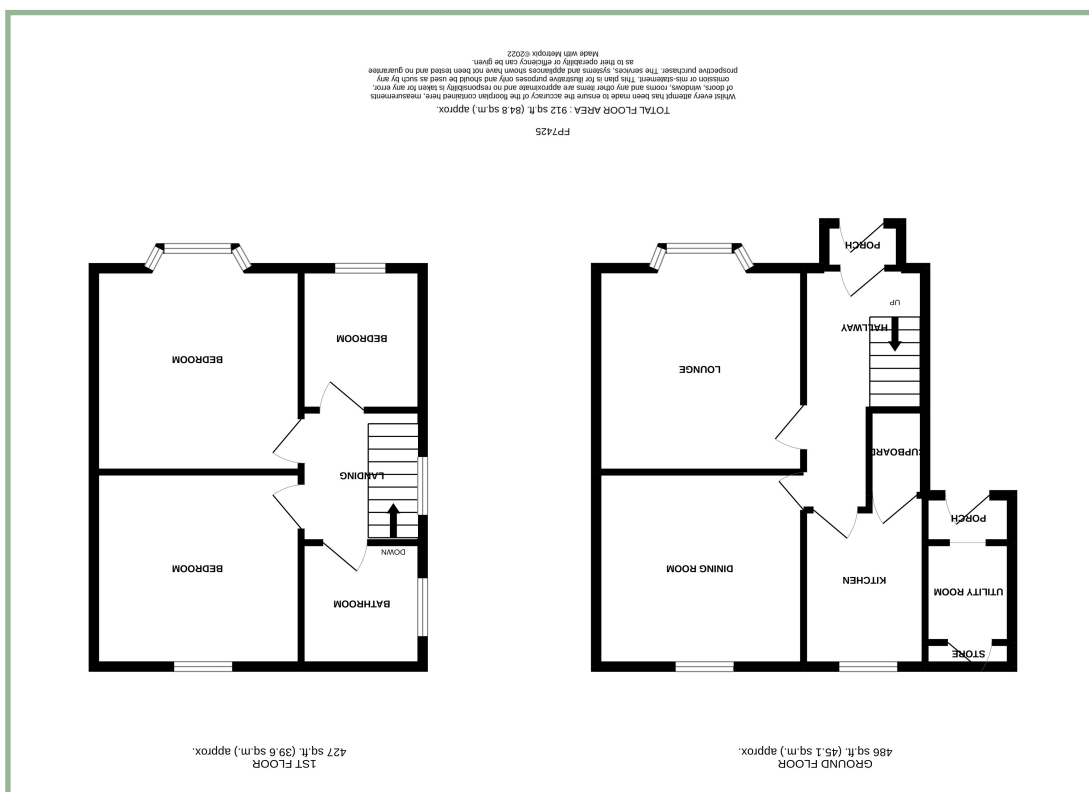 GROUND FLOOR
486 sq.ft. (45.1 sq.m.) approx.
STORE
UTILITY ROOM
PORCH
KITCHEN
DINING ROOM
CUPBOARD
LOUNGE
HALLWAY
UP
PORCH
1ST FLOOR
427 sq.ft. (39.6 sq.m.) approx.
BATHROOM
BEDROOM
DOWN
LANDING
BEDROOM
BEDROOM
FP7425
TOTAL FLOOR AREA : 912 sq.ft. (84.8 sq.m.) approx.
Whilst every attempt has been made to ensure the accuracy of the floorplan contained here, measurements
of doors, windows, rooms and any other items are approximate and no responsibility is taken for any error,
omission or mis-statement. This plan is for illustrative purposes only and should be used as such by any
prospective purchaser. The services, systems and appliances shown have not been tested and no guarantee
as to their operability or efficiency can be given.
Made with Metropix ©2022